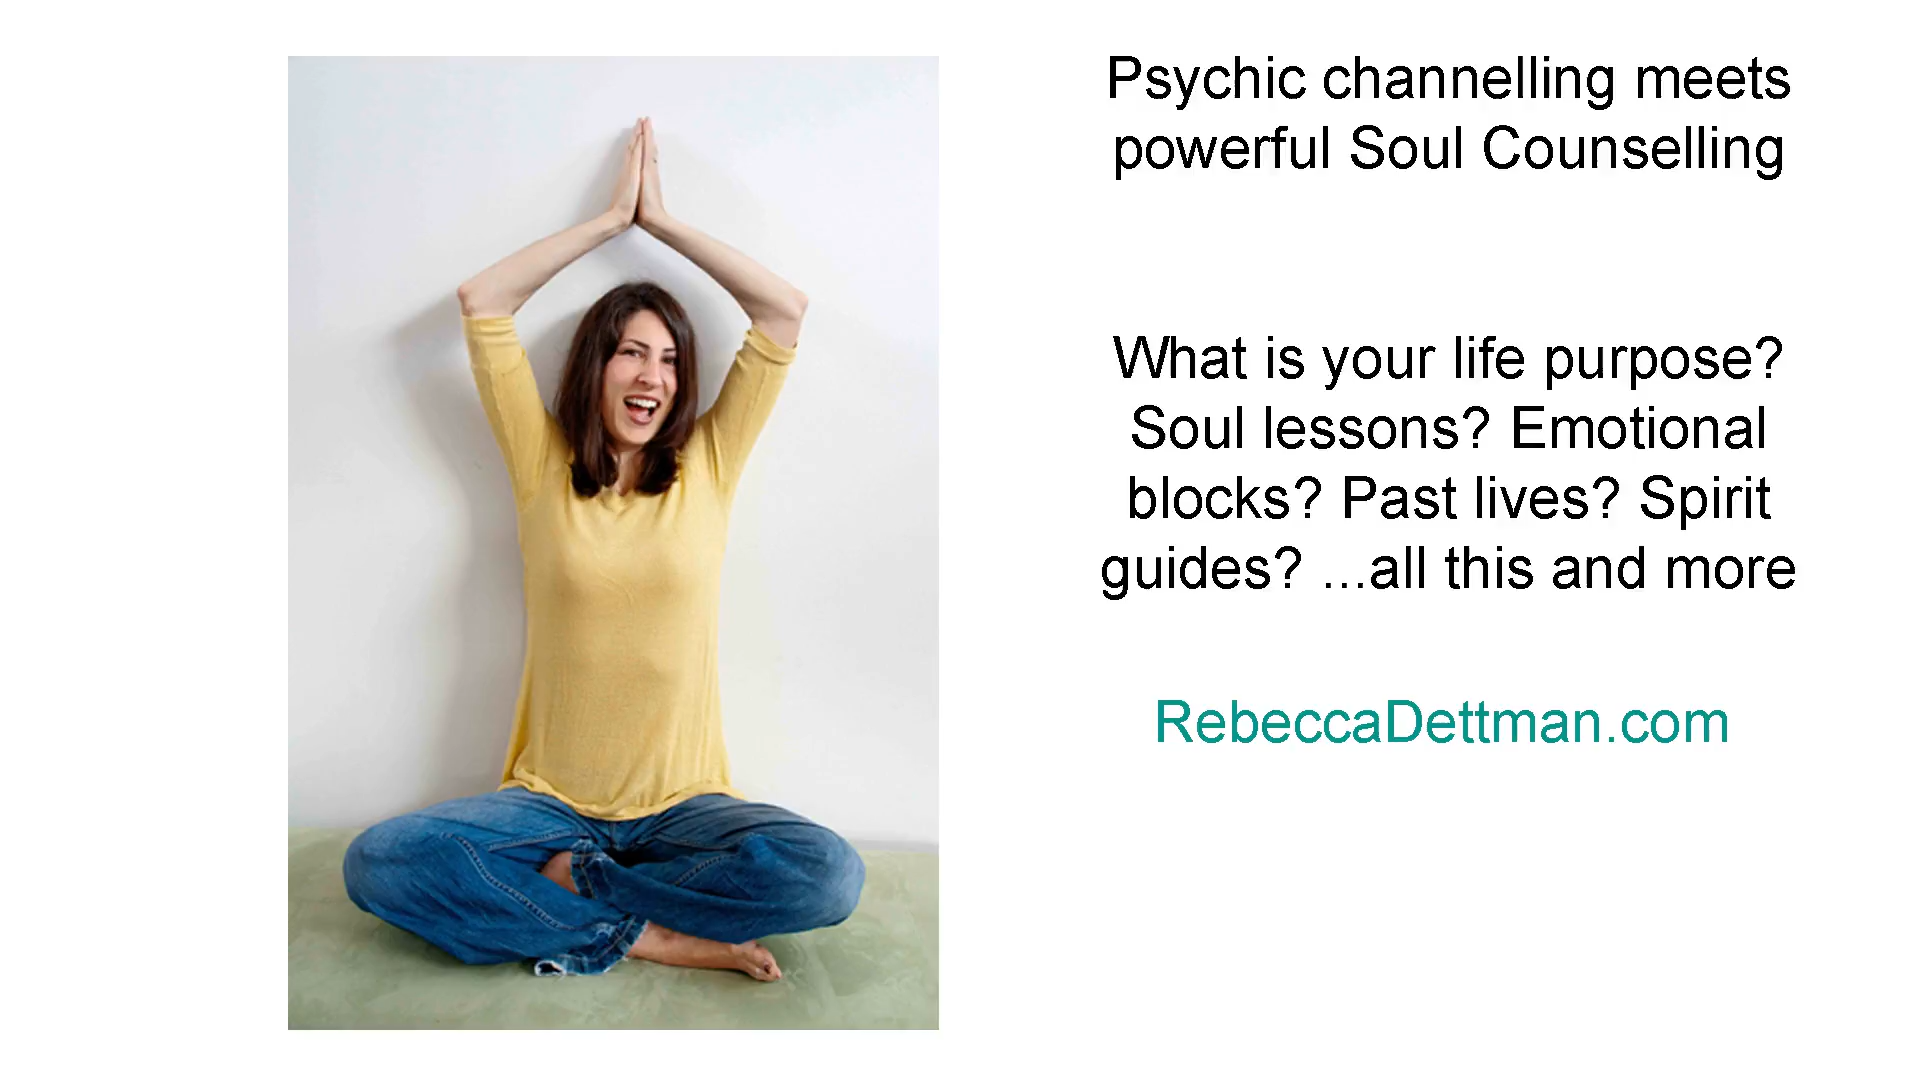 Psychic channelling meets
powerful Soul Counselling
What is your life purpose?
Soul lessons? Emotional
blocks? Past lives? Spirit
guides? ...all this and more
RebeccaDettman.com